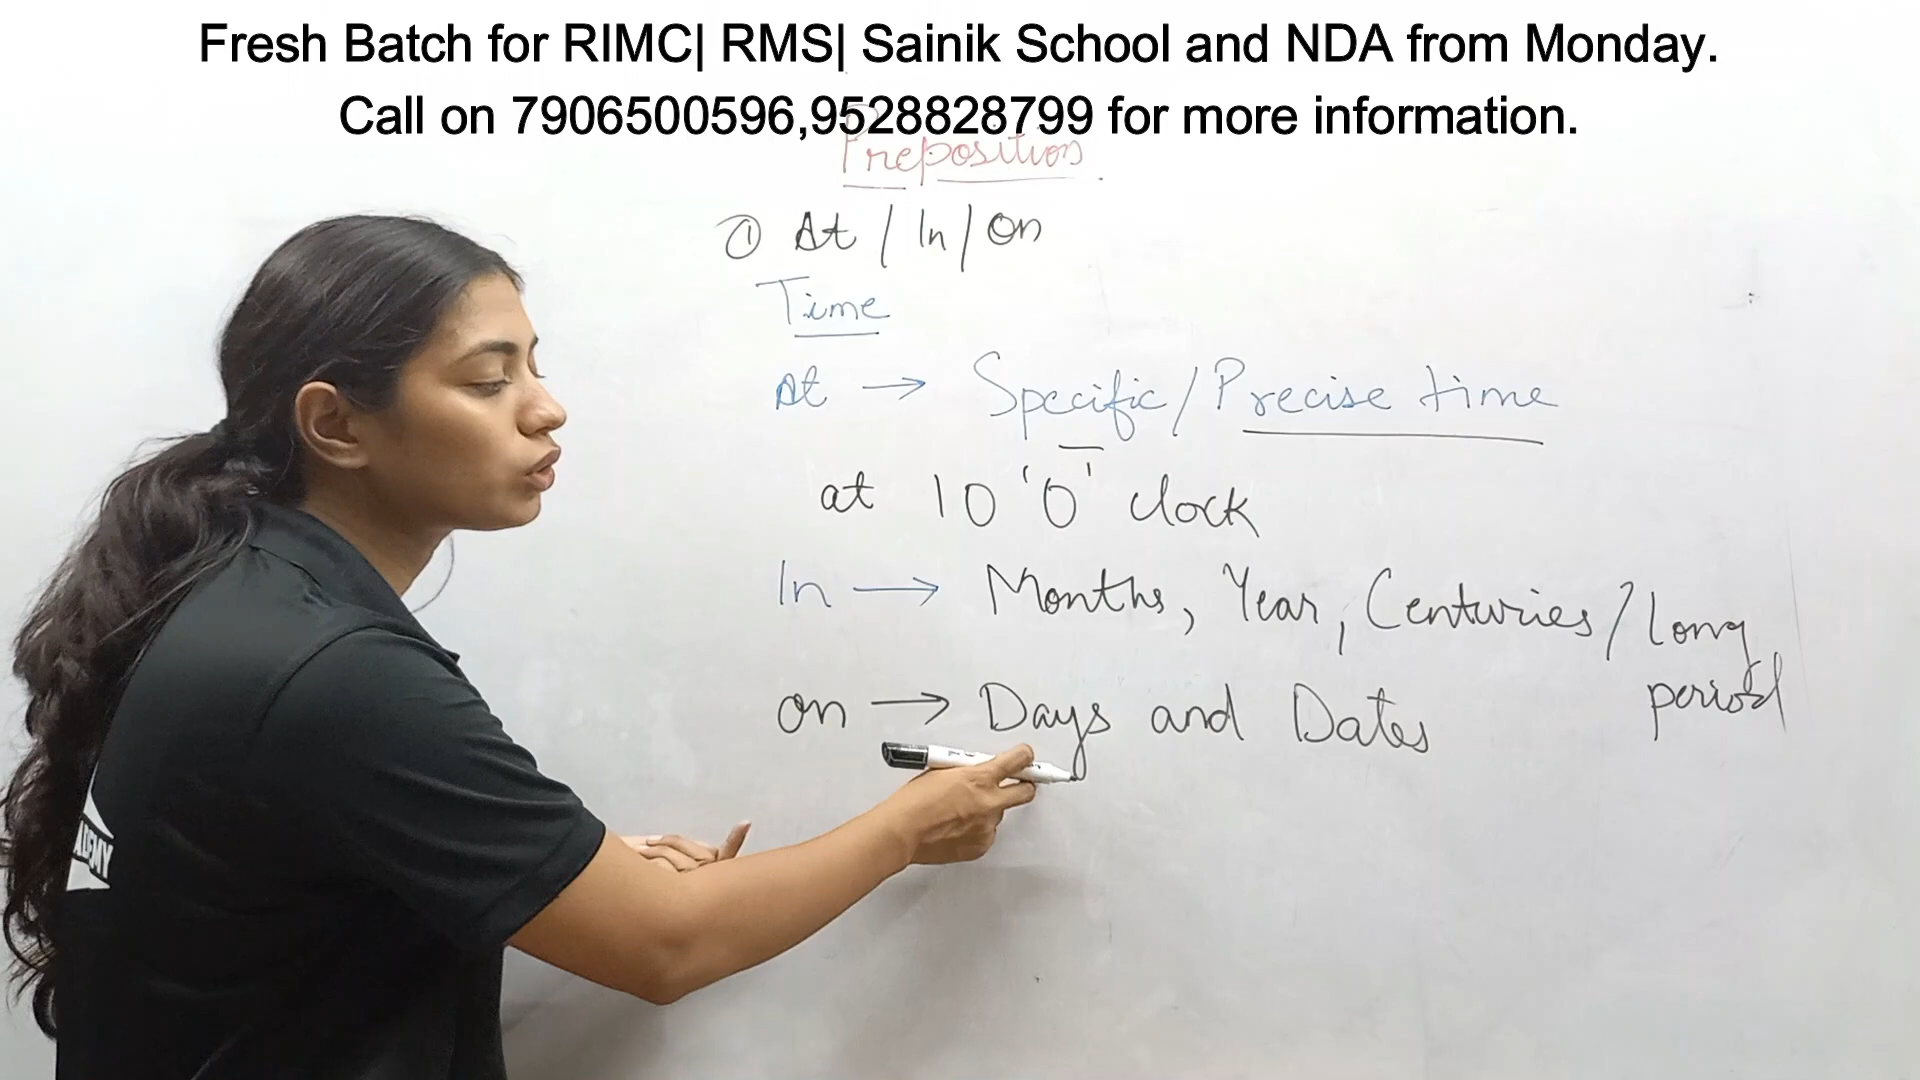 Fresh Batch for RIMC| RMS| Sainik School and NDA from Monday.
Call on 7906500596,9528828799 for more information.
Preposition
① At / In / On
Time
At → Specific / Precise time
at 10 'O' clock
In → Months, Year, Centuries / Long
period
on → Days and Dates
ADEMY